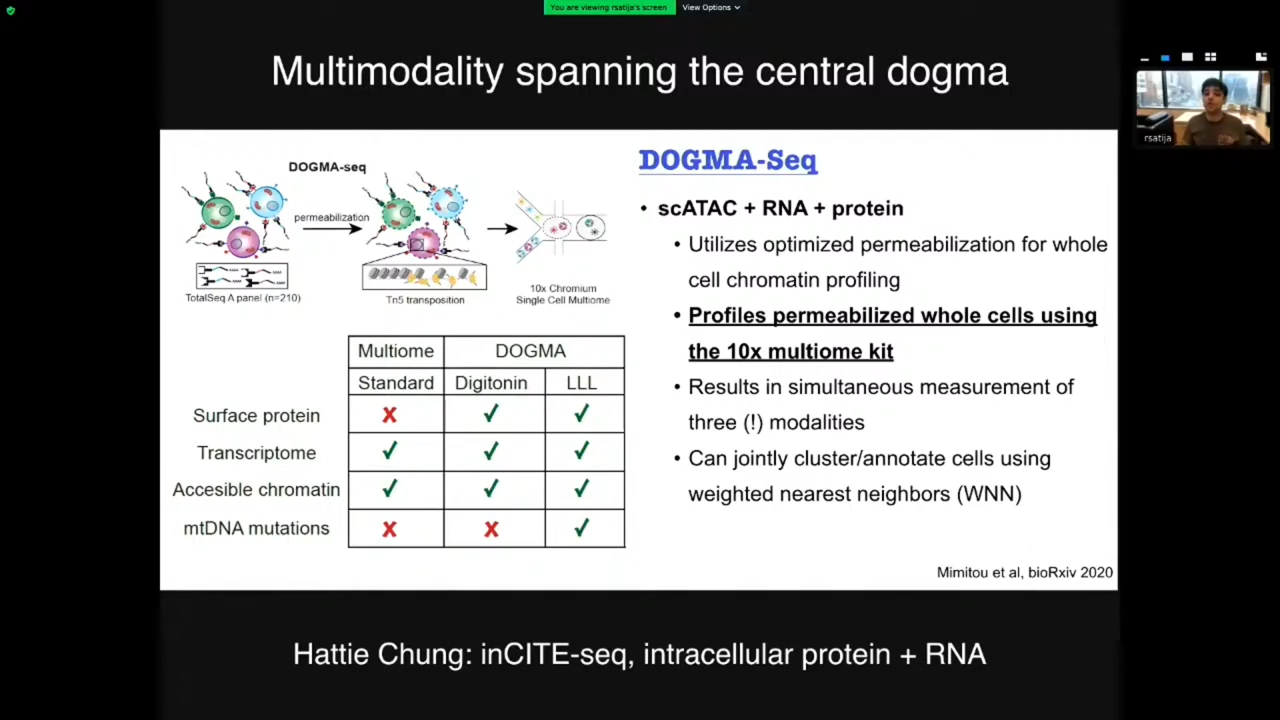 You are viewing rsatija's screen
View Options
Multimodality spanning the central dogma
rsatija
DOGMA-seq
permeabilization
TotalSeq A panel (n=210)
Tn5 transposition
10x Chromium
Single Cell Multiome
Multiome DOGMA
Standard Digitonin LLL
Surface protein X ✓ ✓
Transcriptome ✓ ✓ ✓
Accesible chromatin ✓ ✓ ✓
mtDNA mutations X X ✓
DOGMA-Seq
• scATAC + RNA + protein
• Utilizes optimized permeabilization for whole
cell chromatin profiling
• Profiles permeabilized whole cells using
the 10x multiome kit
• Results in simultaneous measurement of
three (!) modalities
• Can jointly cluster/annotate cells using
weighted nearest neighbors (WNN)
Mimitou et al, bioRxiv 2020
Hattie Chung: inCITE-seq, intracellular protein + RNA